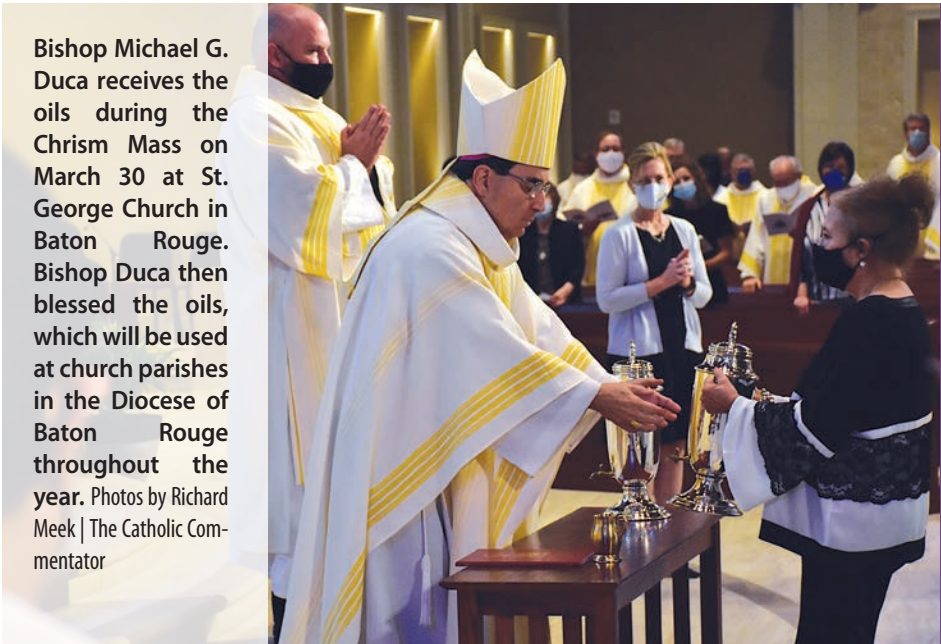 Bishop Michael G.
Duca receives the
oils during the
Chrism Mass on
March 30 at St.
George Church in
Baton Rouge.
Bishop Duca then
blessed the oils,
which will be used
at church parishes
in the Diocese of
Baton Rouge
throughout the
year. Photos by Richard
Meek | The Catholic Com-
mentator